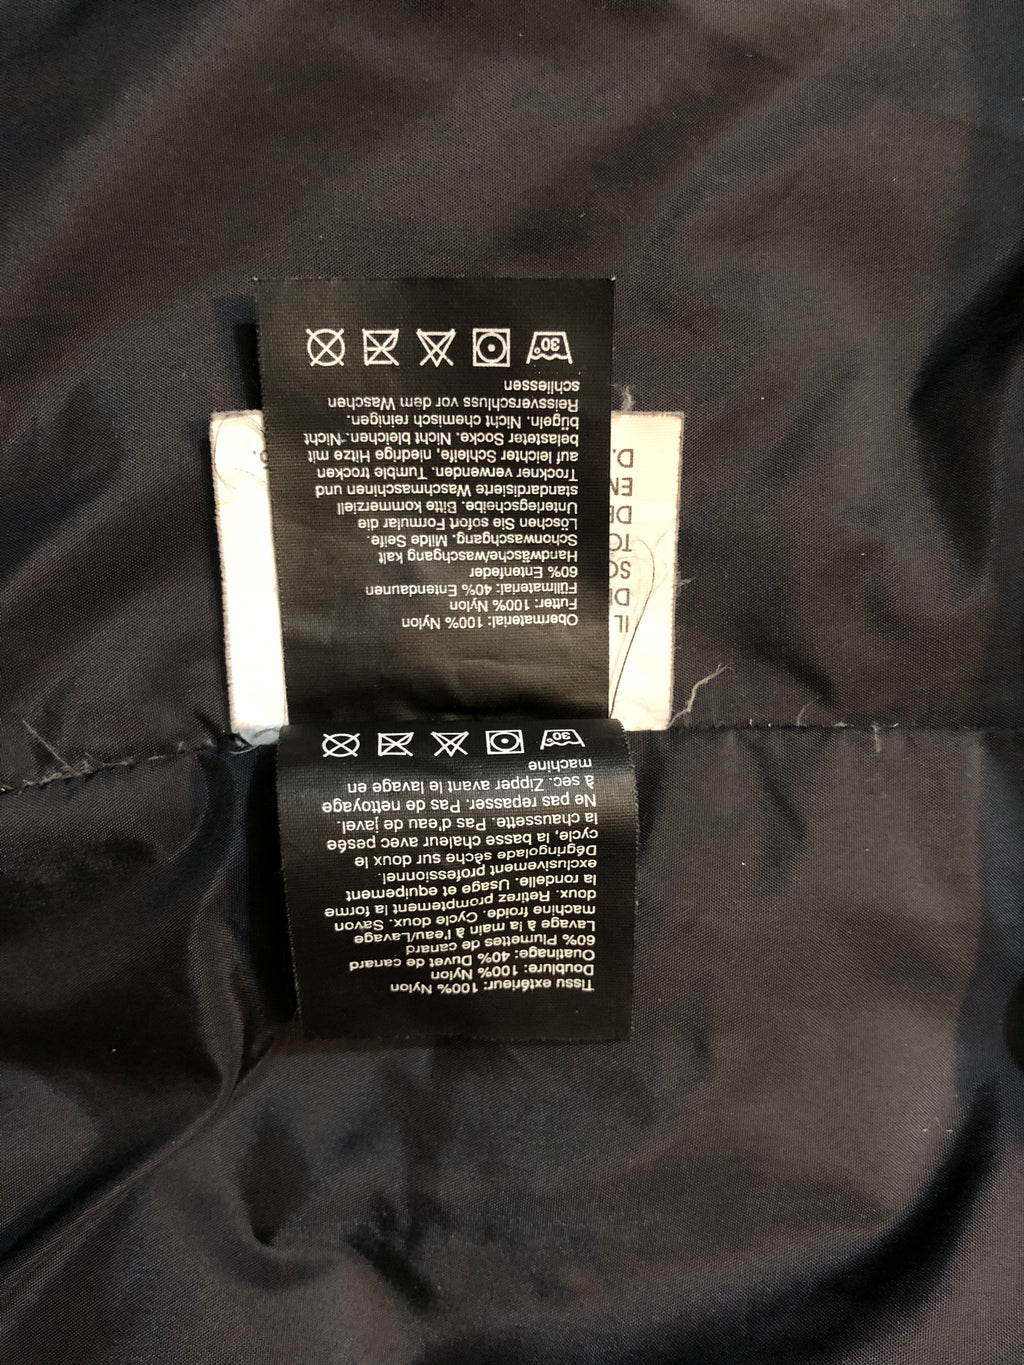 Obermaterial: 100% Nylon
Futter: 100% Nylon
Füllmaterial: 40% Entendaunen
60% Entenfeder
Handwäsche/waschgang kalt
Schonwaschgang. Milde Seife.
Löschen Sie sofort Formular die
Unterlegscheibe. Bitte kommerziell
standardisierte Waschmaschinen und
Trockner verwenden. Tumble trocken
auf leichter Schleife, niedrige Hitze mit
belasteter Socke. Nicht bleichen. Nicht
bügeln. Nicht chemisch reinigen.
Reissverschluss vor dem Waschen
schliessen
30°
Tissu extérieur: 100% Nylon
Doublure: 100% Nylon
Ouatinage: 40% Duvet de canard
60% Plumettes de canard
Lavage à la main à l'eau/Lavage
machine froide. Cycle doux. Savon
doux. Retirez promptement la forme
la rondelle. Usage et equipement
exclusivement professionnel.
Dégringolade sèche sur doux le
cycle, la basse chaleur avec pesée
la chaussette. Pas d'eau de javel.
Ne pas repasser. Pas de nettoyage
à sec. Zipper avant le lavage en
machine
30°
IL
TO
EN
D.